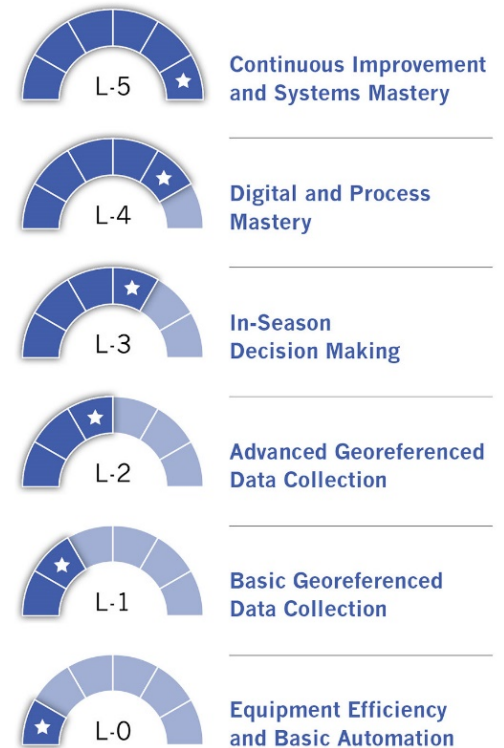 L-5
Continuous Improvement
and Systems Mastery
L-4
Digital and Process
Mastery
L-3
In-Season
Decision Making
L-2
Advanced Georeferenced
Data Collection
L-1
Basic Georeferenced
Data Collection
L-0
Equipment Efficiency
and Basic Automation